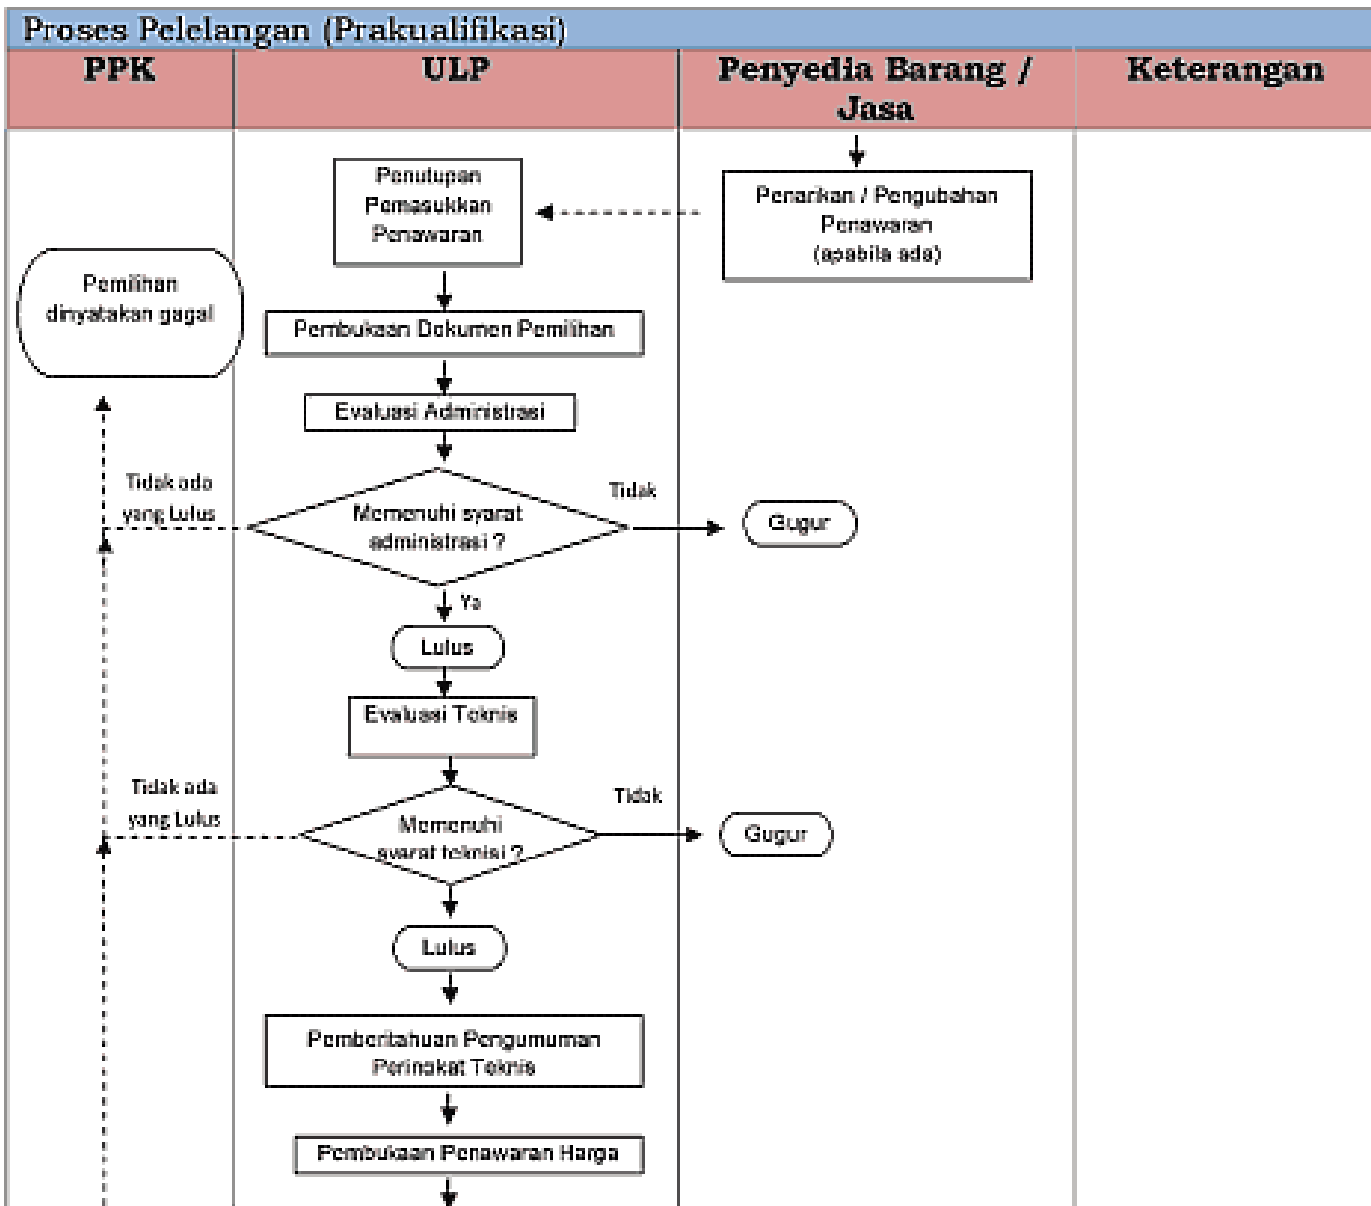 Proses Pelelangan (Prakualifikasi)
PPK
ULP
Penyedia Barang /
Jasa
Keterangan
Penutupan
Pemasukkan
Penawaran
Penarikan / Pengubahan
Penawaran
(apabila ada)
Pemilihan
dinyatakan gagal
Pembukaan Dokumen Pemilihan
Evaluasi Administrasi
Tidak ada
yang Lulus
Memenuhi syarat
administrasi ?
Tidak
Gugur
Ya
Lulus
Evaluasi Teknis
Tidak ada
yang Lulus
Memenuhi
syarat teknisi ?
Tidak
Gugur
Lulus
Pemberitahuan Pengumuman
Peringkat Teknis
Pembukaan Penawaran Harga